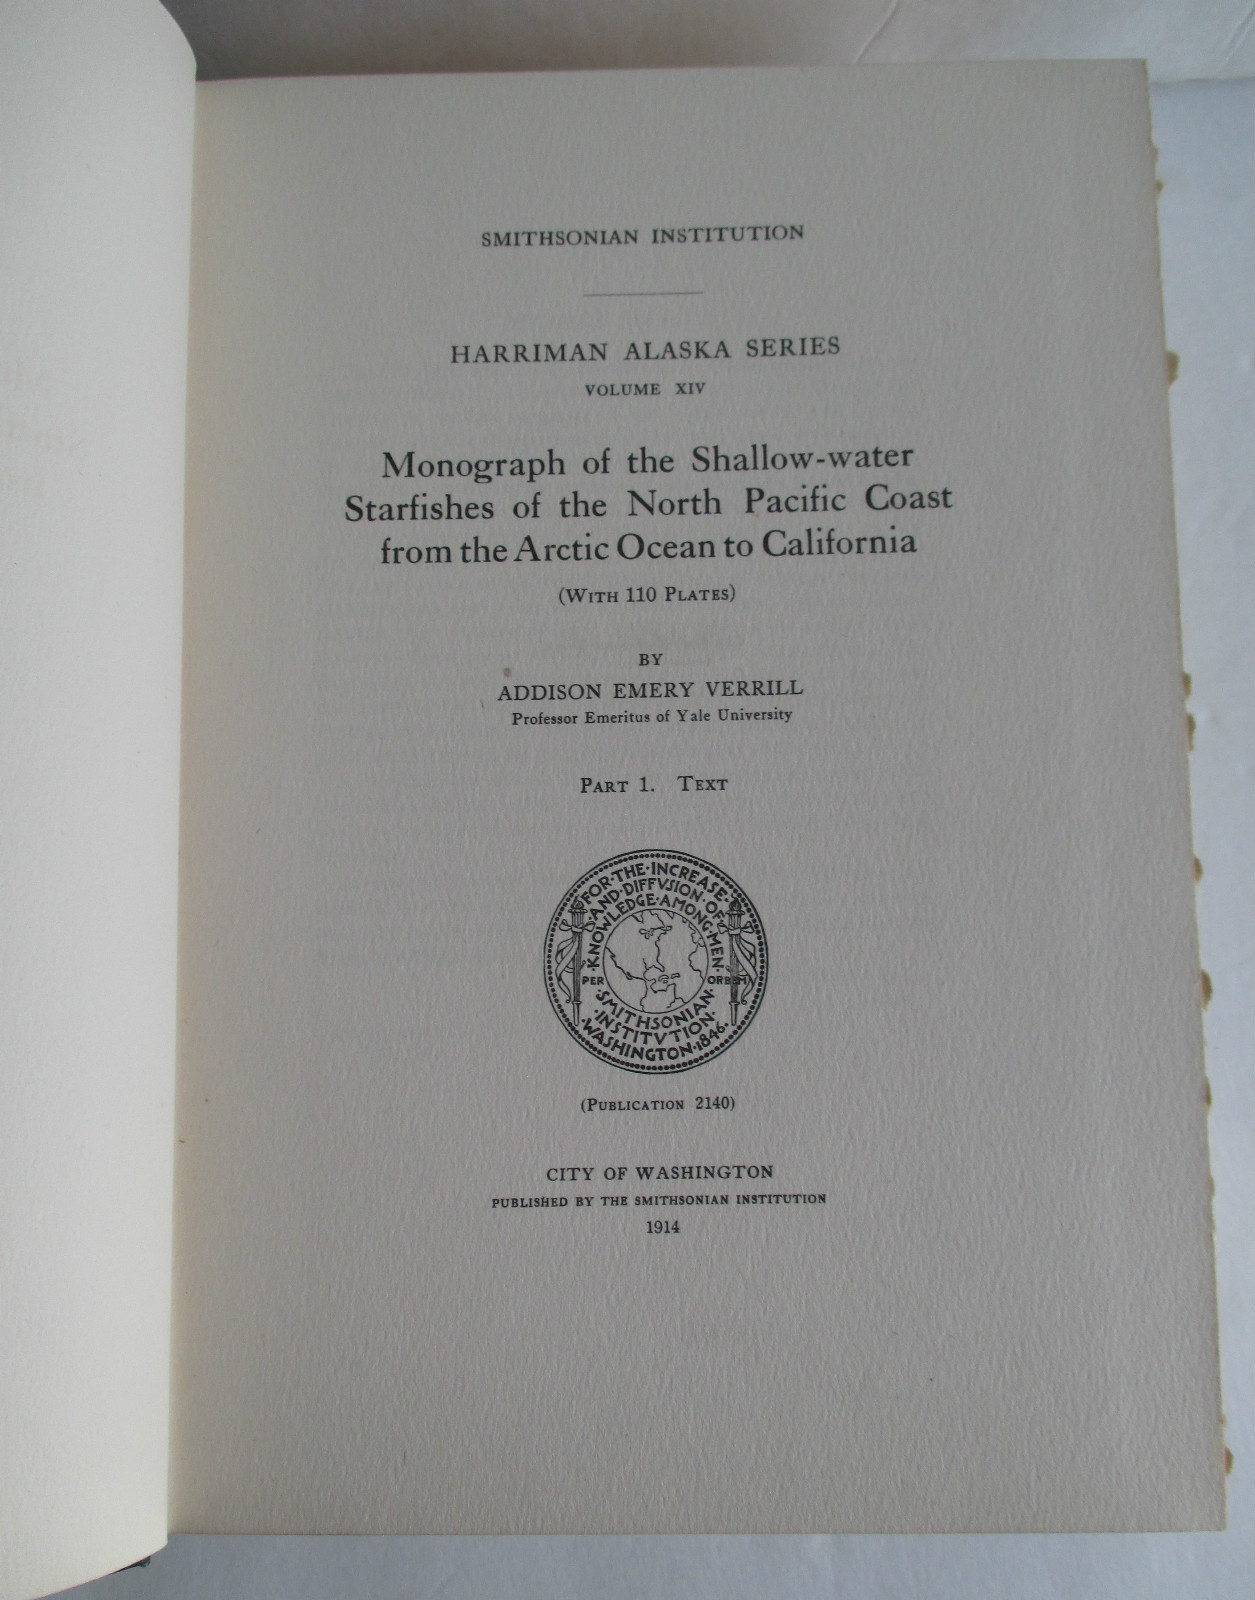 SMITHSONIAN INSTITUTION
HARRIMAN ALASKA SERIES
VOLUME XIV
Monograph of the Shallow-water
Starfishes of the North Pacific Coast
from the Arctic Ocean to California
(WITH 110 PLATES)
BY
ADDISON EMERY VERRILL
Professor Emeritus of Yale University
PART 1. TEXT
FOR·THE·INCREASE·
·AND·DIFFVSION·OF
·KNOWLEDGE·AMONG·MEN·
PER ORBEM
·SMITHSONIAN·
·INSTITVTION·
·WASHINGTON·1846·
(PUBLICATION 2140)
CITY OF WASHINGTON
PUBLISHED BY THE SMITHSONIAN INSTITUTION
1914